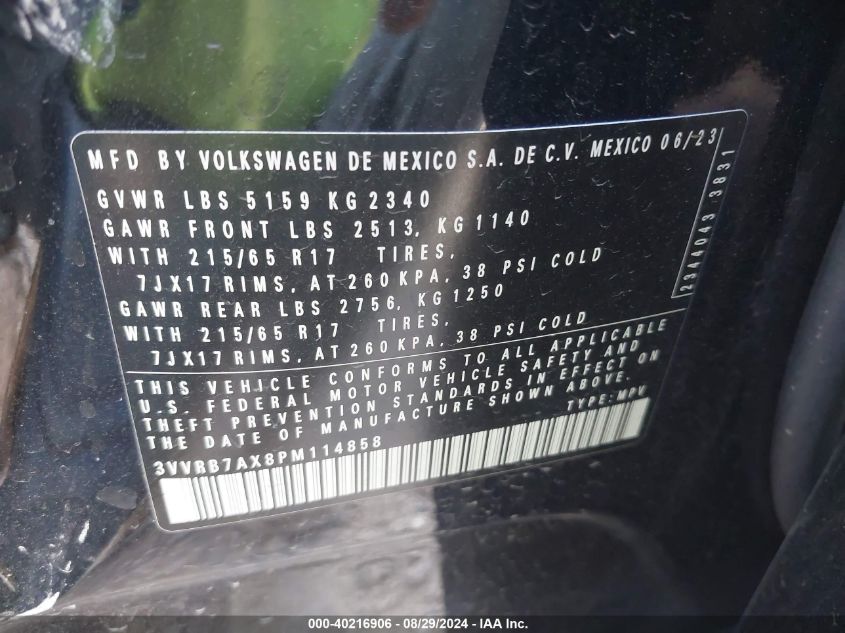 MFD BY VOLKSWAGEN DE MEXICO S.A. DE C.V. MEXICO 06/23
GVWR LBS 5159 KG 2340
GAWR FRONT LBS 2513, KG 1140
WITH 215/65 R17 TIRES,
7JX17 RIMS, AT 260 KPA, 38 PSI COLD
GAWR REAR LBS 2756, KG 1250
WITH 215/65 R17 TIRES,
7JX17 RIMS, AT 260 KPA, 38 PSI COLD
2344043 3831
THIS VEHICLE CONFORMS TO ALL APPLICABLE
U.S. FEDERAL MOTOR VEHICLE SAFETY AND
THEFT PREVENTION STANDARDS IN EFFECT ON
THE DATE OF MANUFACTURE SHOWN ABOVE.
3VVRB7AX8PM114858 TYPE:MPV
000-40216906 - 08/29/2024 - IAA Inc.